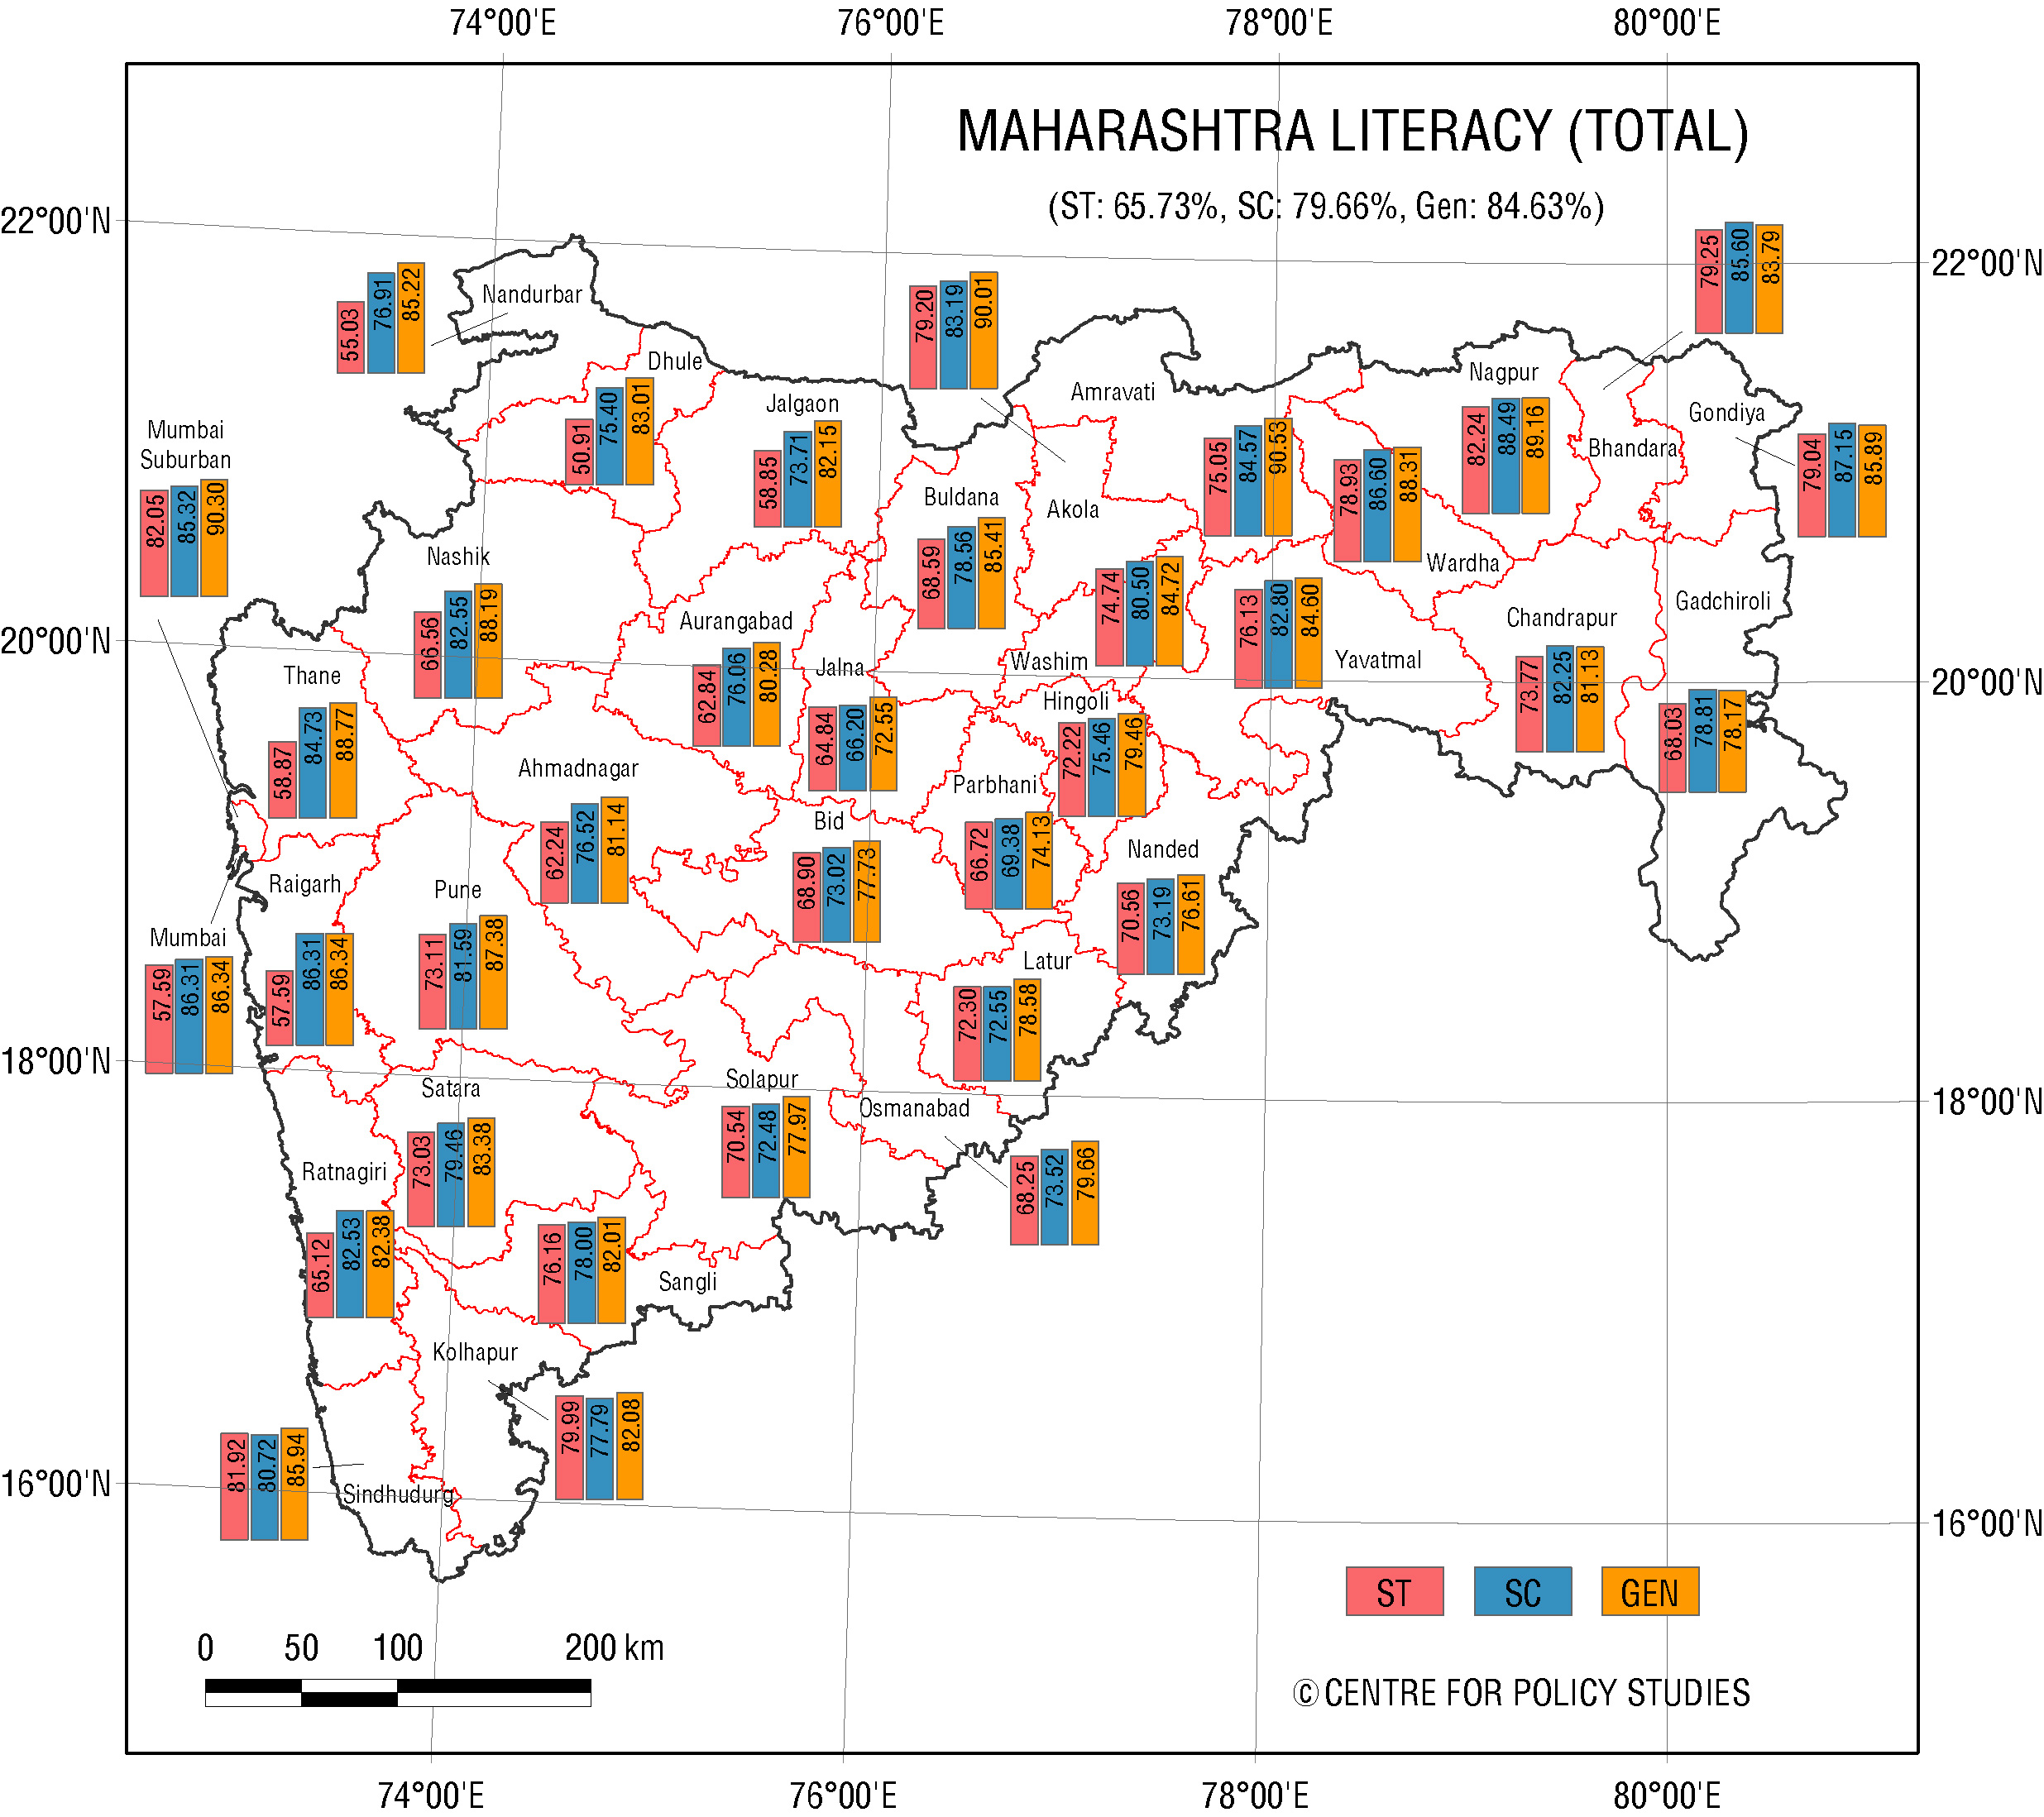 74°00'E
76°00'E
78°00'E
80°00'E
MAHARASHTRA LITERACY (TOTAL)
(ST: 65.73%, SC: 79.66%, Gen: 84.63%)
22°00'N
22°00'N
Nandurbar
55.03 76.91 85.22
79.20 83.19 90.01
79.25 85.60 83.79
Dhule
50.91 75.40 83.01
Jalgaon
58.85 73.71 82.15
Amravati
75.05 84.57 90.53
Nagpur
82.24 88.49 89.16
Bhandara
Gondiya
79.04 87.15 85.89
Mumbai
Suburban
82.05 85.32 90.30
Buldana
68.59 78.56 85.41
Akola
78.93 86.60 88.31
Wardha
Nashik
66.56 82.55 88.19
Aurangabad
62.84 76.06 80.28
Jalna
64.84 66.20 72.55
Washim
74.74 80.50 84.72
76.13 82.80 84.60
Yavatmal
Chandrapur
73.77 82.25 81.13
Gadchiroli
68.03 78.81 78.17
20°00'N
20°00'N
Thane
58.87 84.73 88.77
Hingoli
72.22 75.46 79.46
Ahmadnagar
62.24 76.52 81.14
Parbhani
66.72 69.38 74.13
Bid
68.90 73.02 77.73
Nanded
70.56 73.19 76.61
Raigarh
57.59 86.31 86.34
Pune
73.11 81.59 87.38
Mumbai
57.59 86.31 86.34
Latur
72.30 72.55 78.58
18°00'N
18°00'N
Satara
73.03 79.46 83.38
Solapur
70.54 72.48 77.97
Osmanabad
68.25 73.52 79.66
Ratnagiri
65.12 82.53 82.38
76.16 78.00 82.01
Sangli
Kolhapur
79.99 77.79 82.08
81.92 80.72 85.94
Sindhudurg
16°00'N
16°00'N
ST
SC
GEN
0 50 100 200 km
© CENTRE FOR POLICY STUDIES
74°00'E
76°00'E
78°00'E
80°00'E